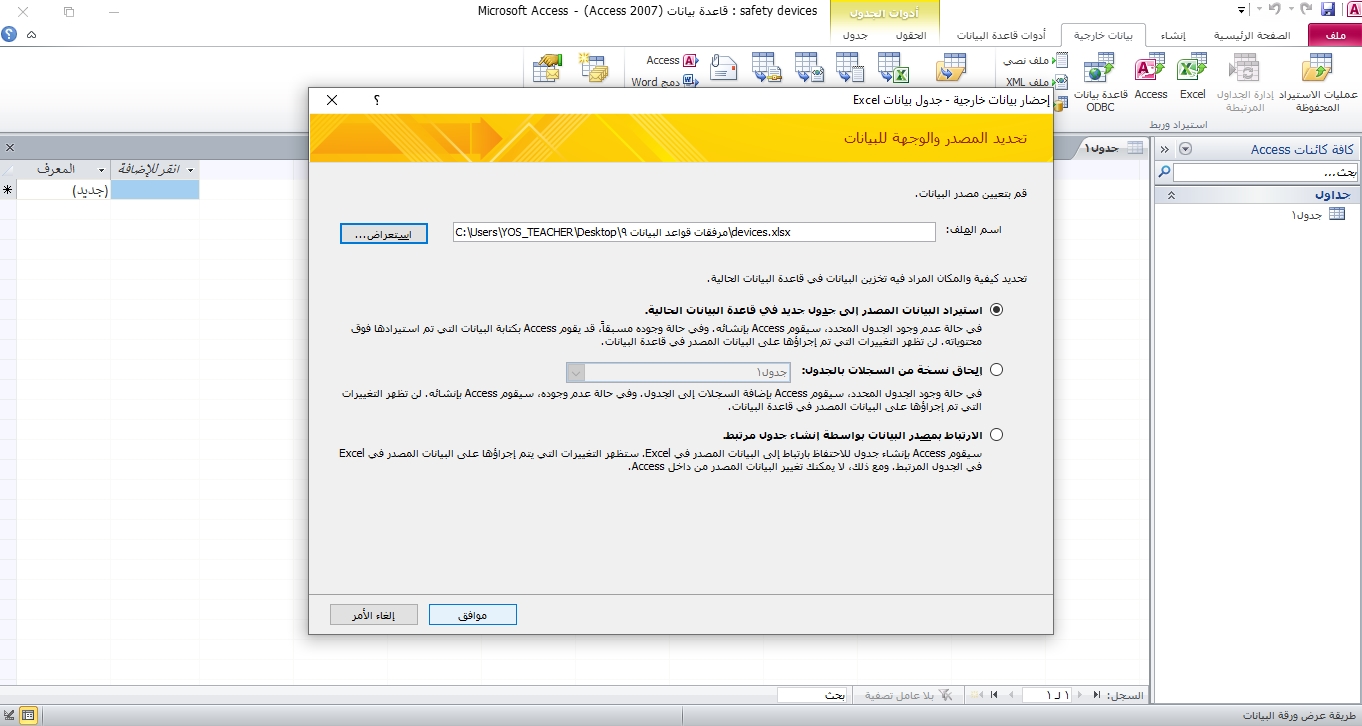 safety devices : قاعدة بيانات (Access 2007) - Microsoft Access
أدوات الجدول
ملف
الصفحة الرئيسية
إنشاء
بيانات خارجية
أدوات قاعدة البيانات
الحقول
جدول
عمليات الاستيراد المحفوظة
إدارة الجداول المرتبطة
Excel
Access
قاعدة بيانات ODBC
ملف نصي
ملف XML
استيراد وربط
Access
دمج Word
كافة كائنات Access
بحث...
جداول
جدول١
جدول١
المعرف
انقر للإضافة
(جديد)
إحضار بيانات خارجية - جدول بيانات Excel
؟
تحديد المصدر والوجهة للبيانات
قم بتعيين مصدر البيانات.
اسم الملف:
C:\Users\YOS_TEACHER\Desktop\مرفقات قواعد البيانات ٩\devices.xlsx
استعراض...
تحديد كيفية والمكان المراد فيه تخزين البيانات في قاعدة البيانات الحالية.
استيراد البيانات المصدر إلى جدول جديد في قاعدة البيانات الحالية.
في حالة عدم وجود الجدول المحدد، سيقوم Access بإنشائه. وفي حالة وجوده مسبقاً، قد يقوم Access بكتابة البيانات التي تم استيرادها فوق
محتوياته. لن تظهر التغييرات التي تم إجراؤها على البيانات المصدر في قاعدة البيانات.
إلحاق نسخة من السجلات بالجدول:
جدول١
في حالة وجود الجدول المحدد، سيقوم Access بإضافة السجلات إلى الجدول. وفي حالة عدم وجوده، سيقوم Access بإنشائه. لن تظهر التغييرات
التي تم إجراؤها على البيانات المصدر في قاعدة البيانات.
الارتباط بمصدر البيانات بواسطة إنشاء جدول مرتبط.
سيقوم Access بإنشاء جدول للاحتفاظ بارتباط إلى البيانات المصدر في Excel. ستظهر التغييرات التي يتم إجراؤها على البيانات المصدر في Excel
في الجدول المرتبط. ومع ذلك، لا يمكنك تغيير البيانات المصدر من داخل Access.
موافق
إلغاء الأمر
السجل:
١ لـ ١
بلا عامل تصفية
بحث
طريقة عرض ورقة البيانات